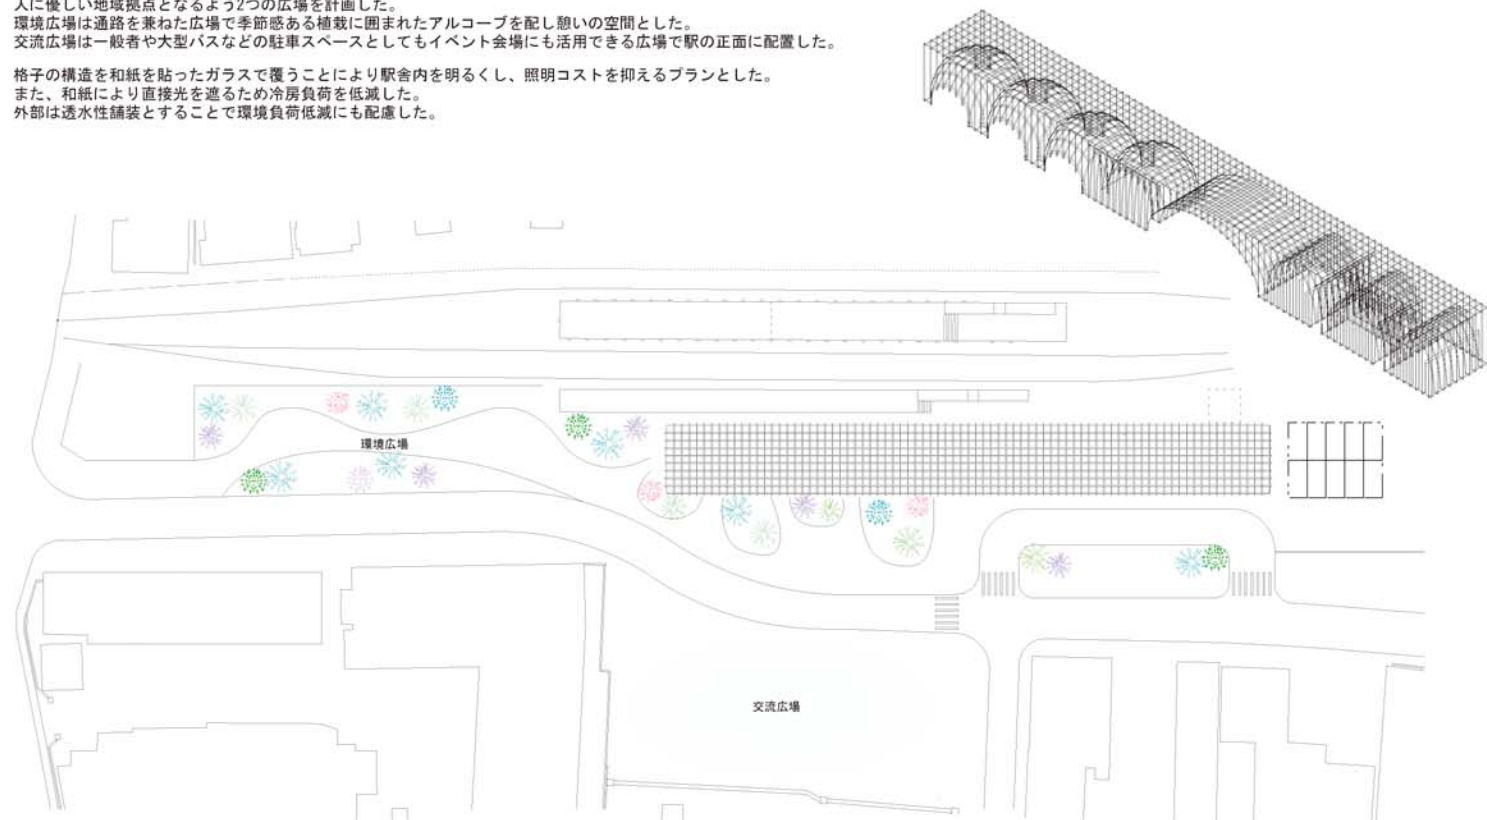 人に優しい地域拠点となるよう2つの広場を計画した。
環境広場は通路を兼ねた広場で季節感ある植栽に囲まれたアルコーブを配し憩いの空間とした。
交流広場は一般者や大型バスなどの駐車スペースとしてもイベント会場にも活用できる広場で駅の正面に配置した。
格子の構造を和紙を貼ったガラスで覆うことにより駅舎内を明るくし、照明コストを抑えるプランとした。
また、和紙により直接光を遮るため冷房負荷を低減した。
外部は透水性舗装とすることで環境負荷低減にも配慮した。
環境広場
交流広場